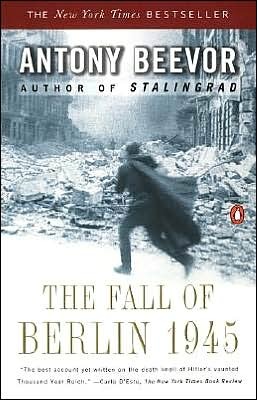 THE New York Times BESTSELLER
ANTONY BEEVOR
AUTHOR OF STALINGRAD
THE FALL OF
BERLIN 1945
"The best account yet written on the death knell of Hitler's vaunted
Thousand Year Reich." —Carlo D'Este, The New York Times Book Review